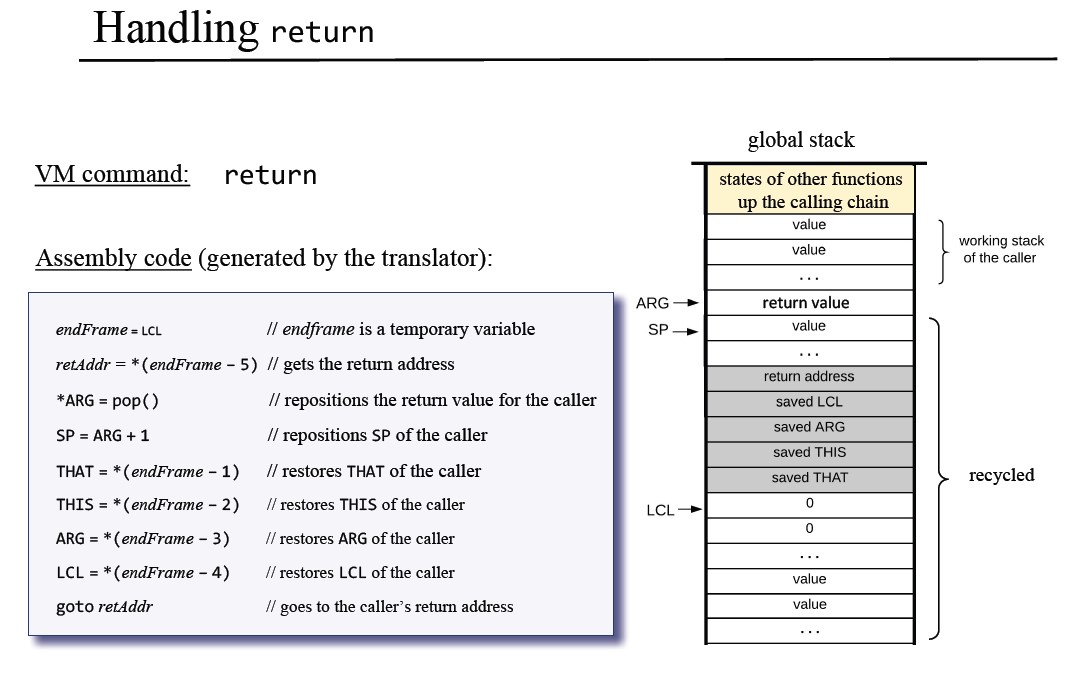 Handling return
VM command: return
Assembly code (generated by the translator):
endFrame = LCL // endframe is a temporary variable
retAddr = *(endFrame – 5) // gets the return address
*ARG = pop() // repositions the return value for the caller
SP = ARG + 1 // repositions SP of the caller
THAT = *(endFrame – 1) // restores THAT of the caller
THIS = *(endFrame – 2) // restores THIS of the caller
ARG = *(endFrame – 3) // restores ARG of the caller
LCL = *(endFrame – 4) // restores LCL of the caller
goto retAddr // goes to the caller’s return address
global stack
states of other functions
up the calling chain
value
value
...
return value
value
...
return address
saved LCL
saved ARG
saved THIS
saved THAT
0
0
...
value
value
...
ARG
SP
LCL
working stack
of the caller
recycled